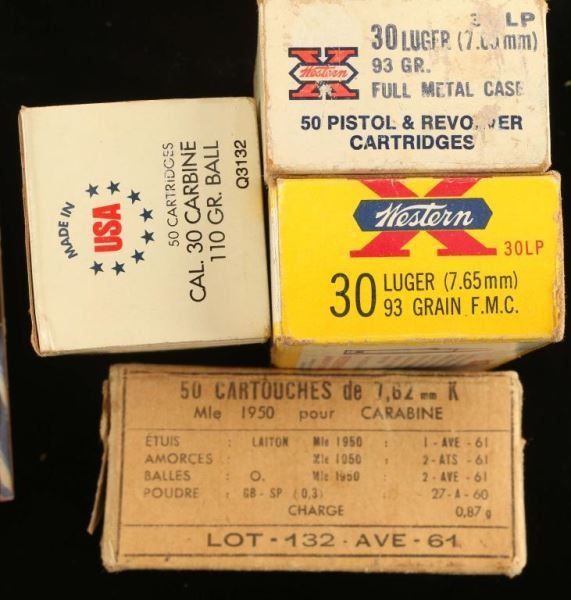 30 LP
30 LUGER (7.65mm)
93 GR.
FULL METAL CASE
Western
50 PISTOL & REVOLVER
CARTRIDGES
MADE IN
USA
50 CARTRIDGES
CAL. 30 CARBINE
110 GR. BALL
Q3132
Western
30LP
30 LUGER (7.65mm)
93 GRAIN F.M.C.
50 CARTOUCHES de 7,62 mm K
Mle 1950 pour CARABINE
ÉTUIS : LAITON Mle 1950 : 1 - AVE - 61
AMORCES : Mle 1950 : 2 - ATS - 61
BALLES : O. Mle 1950 : 2 - AVE - 61
POUDRE : GB - SP (0,3) 27 - A - 60
CHARGE 0,87g
LOT - 132 - AVE - 61